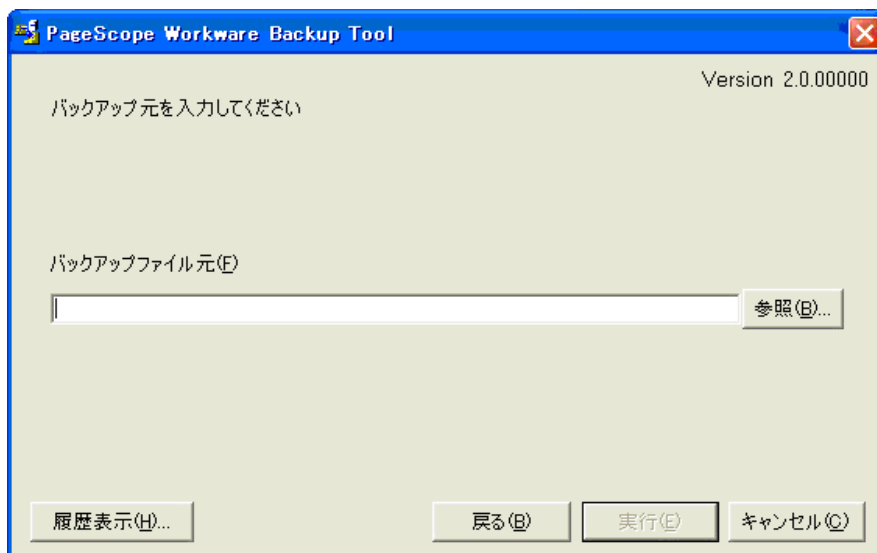 PageScope Workware Backup Tool
Version 2.0.00000
バックアップ元を入力してください
バックアップファイル元(F)
参照(B)...
履歴表示(H)... 戻る(B) 実行(E) キャンセル(C)